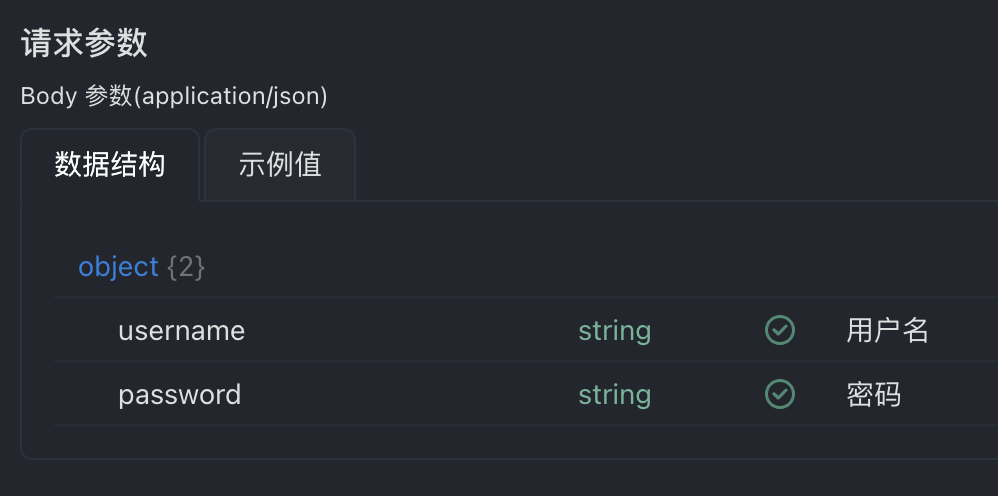 请求参数
Body 参数(application/json)
数据结构 示例值
object {2}
username string 用户名
password string 密码